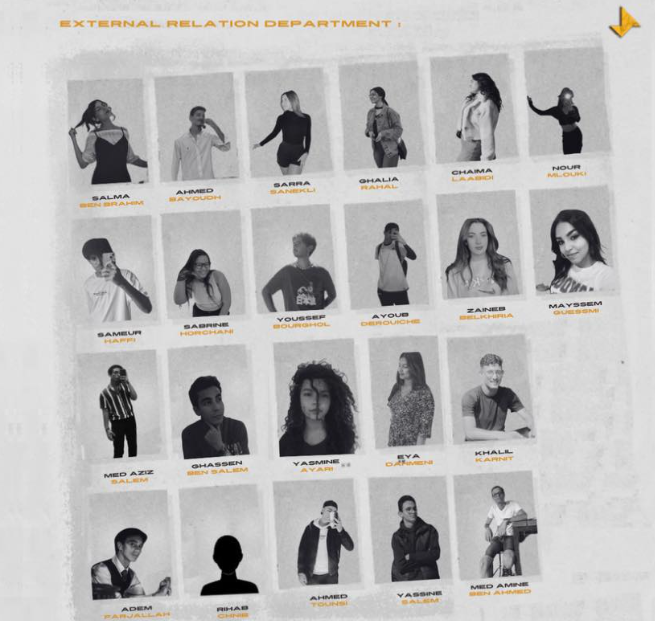 EXTERNAL RELATION DEPARTMENT :
SALMA
BEN BRAHIM
AHMED
BAYOUDH
SARRA
SANEKLI
GHALIA
RAHAL
CHAIMA
LAABIDI
NOUR
MLOUKI
SAMEUR
HAFFI
SABRINE
HORCHANI
YOUSSEF
BOURGHOL
AYOUB
DEROUICHE
ZAINEB
BELKHIRIA
MAYSSEM
GUESSMI
MED AZIZ
SALEM
GHASSEN
BEN SALEM
YASMINE
AYARI
EYA
DAHMENI
KHALIL
KARNIT
ADEM
FARJALLAH
RIHAB
AHMED
TOUNSI
YASSINE
SALEM
MED AMINE
BEN AHMED